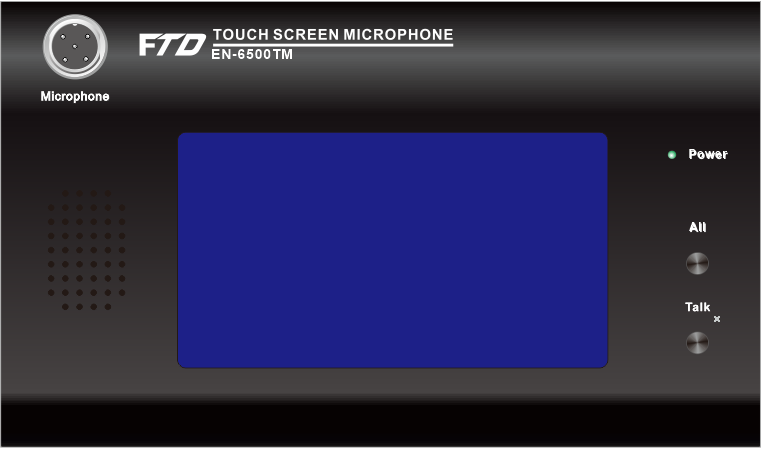 FTD
TOUCH SCREEN MICROPHONE
EN-6500TM
Microphone
Power
All
Talk